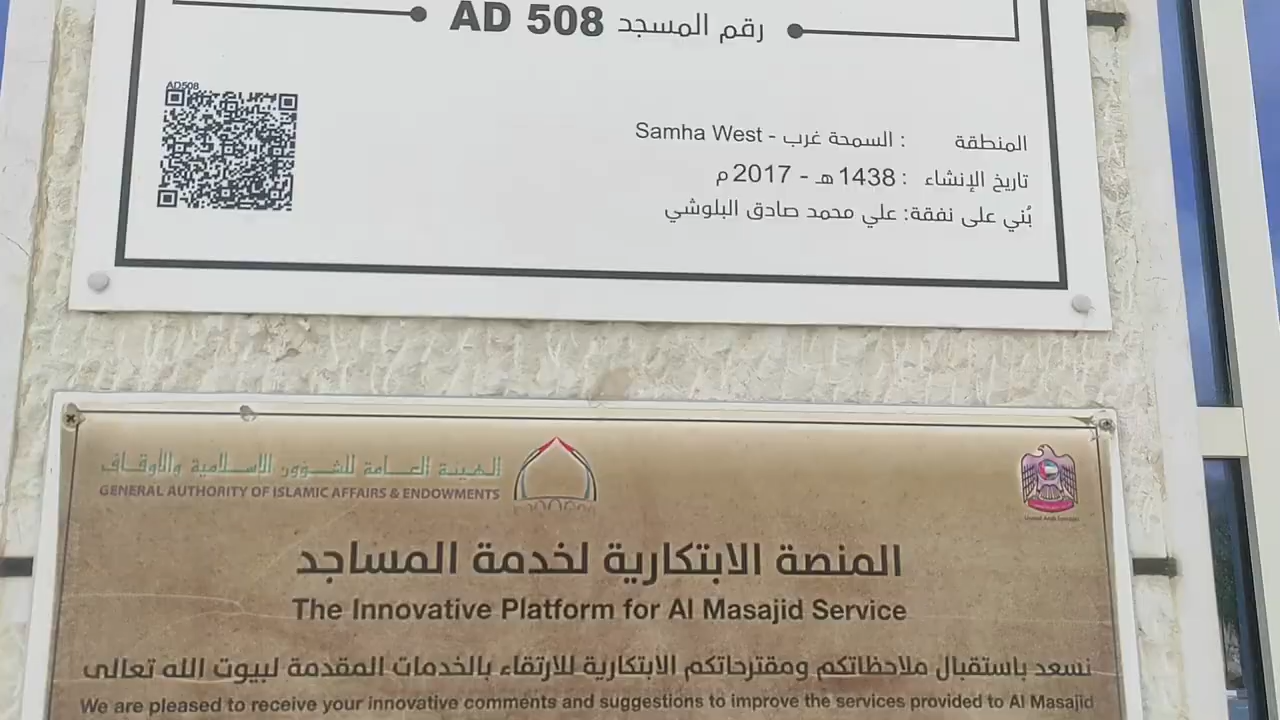 رقم المسجد AD 508
AD508
المنطقة : السمحة غرب - Samha West
تاريخ الإنشاء : 1438 هـ - 2017 م
بُني على نفقة: علي محمد صادق البلوشي
الهيئة العامة للشؤون الإسلامية والأوقاف
GENERAL AUTHORITY OF ISLAMIC AFFAIRS & ENDOWMENTS
United Arab Emirates
المنصة الابتكارية لخدمة المساجد
The Innovative Platform for Al Masajid Service
نسعد باستقبال ملاحظاتكم ومقترحاتكم الابتكارية للارتقاء بالخدمات المقدمة لبيوت الله تعالى
We are pleased to receive your innovative comments and suggestions to improve the services provided to Al Masajid